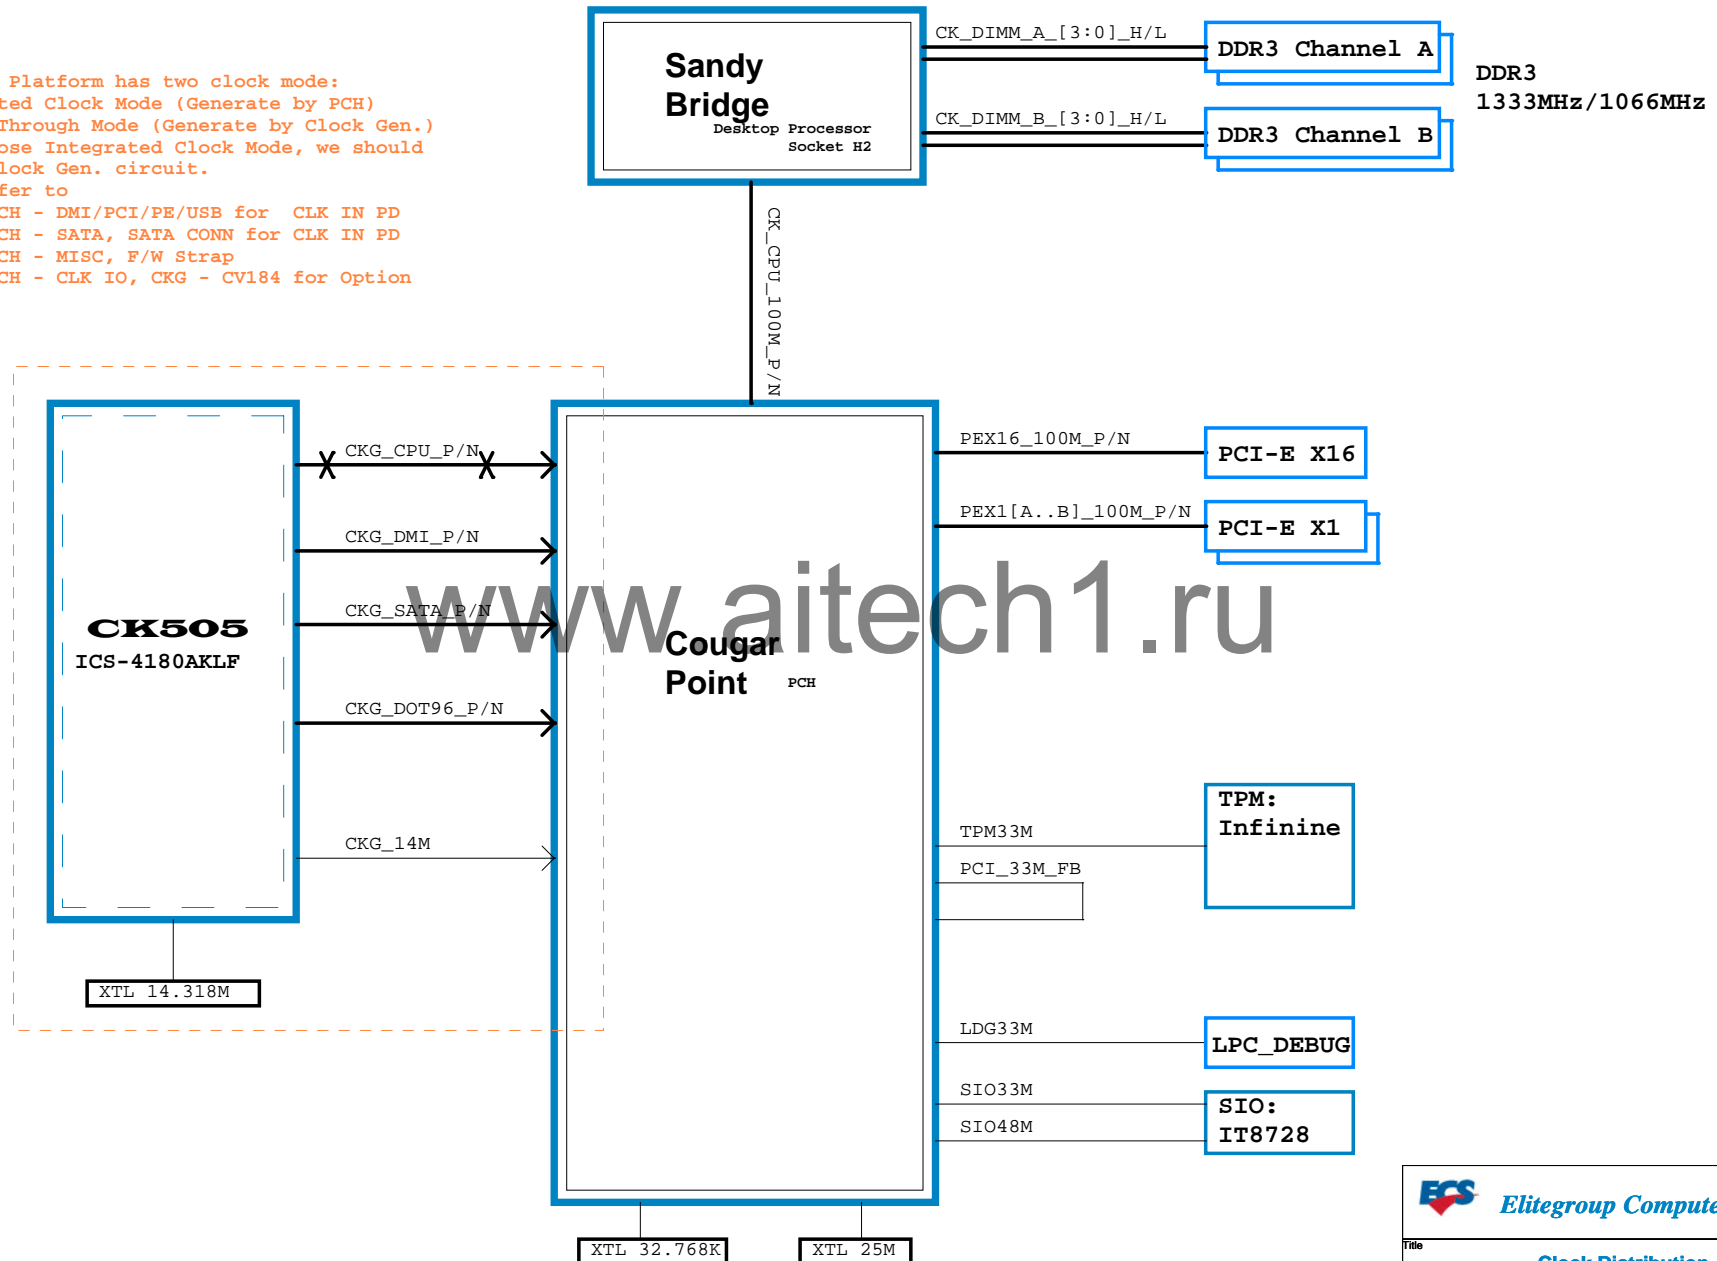 Platform has two clock mode:
ted Clock Mode (Generate by PCH)
Through Mode (Generate by Clock Gen.)
ose Integrated Clock Mode, we should
lock Gen. circuit.
fer to
CH - DMI/PCI/PE/USB for  CLK IN PD
CH - SATA, SATA CONN for CLK IN PD
CH - MISC, F/W Strap
CH - CLK IO, CKG - CV184 for Option
Sandy
Bridge
Desktop Processor
Socket H2
CK_DIMM_A_[3:0]_H/L
DDR3 Channel A
CK_DIMM_B_[3:0]_H/L
DDR3 Channel B
DDR3
1333MHz/1066MHz
CK_CPU_100M_P/N
CK505
ICS-4180AKLF
CKG_CPU_P/N
CKG_DMI_P/N
CKG_SATA_P/N
CKG_DOT96_P/N
CKG_14M
XTL 14.318M
www.aitech1.ru
Cougar
Point
PCH
PEX16_100M_P/N
PCI-E X16
PEX1[A..B]_100M_P/N
PCI-E X1
TPM33M
TPM:
Infinine
PCI_33M_FB
LDG33M
LPC_DEBUG
SIO33M
SIO48M
SIO:
IT8728
XTL 32.768K
XTL 25M
ECS
Elitegroup Compute
Title
Clock Distribution